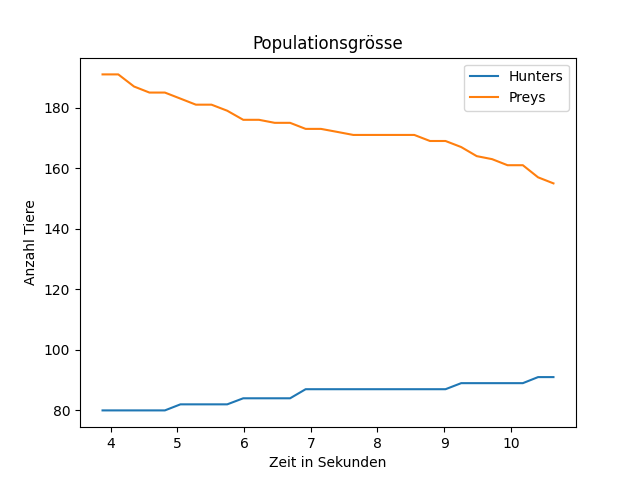 Populationsgrösse
Hunters
Preys
180
160
140
120
100
80
Anzahl Tiere
4 5 6 7 8 9 10
Zeit in Sekunden